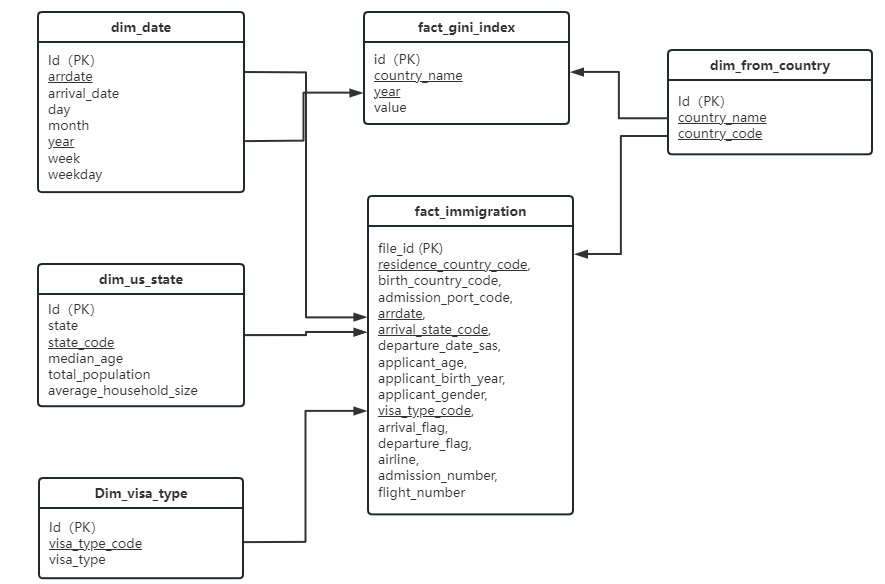 dim_date
Id (PK)
arrdate
arrival_date
day
month
year
week
weekday
fact_gini_index
id (PK)
country_name
year
value
dim_from_country
Id (PK)
country_name
country_code
fact_immigration
file_id (PK)
residence_country_code,
birth_country_code,
admission_port_code,
arrdate,
arrival_state_code,
departure_date_sas,
applicant_age,
applicant_birth_year,
applicant_gender,
visa_type_code,
arrival_flag,
departure_flag,
airline,
admission_number,
flight_number
dim_us_state
Id (PK)
state
state_code
median_age
total_population
average_household_size
Dim_visa_type
Id (PK)
visa_type_code
visa_type